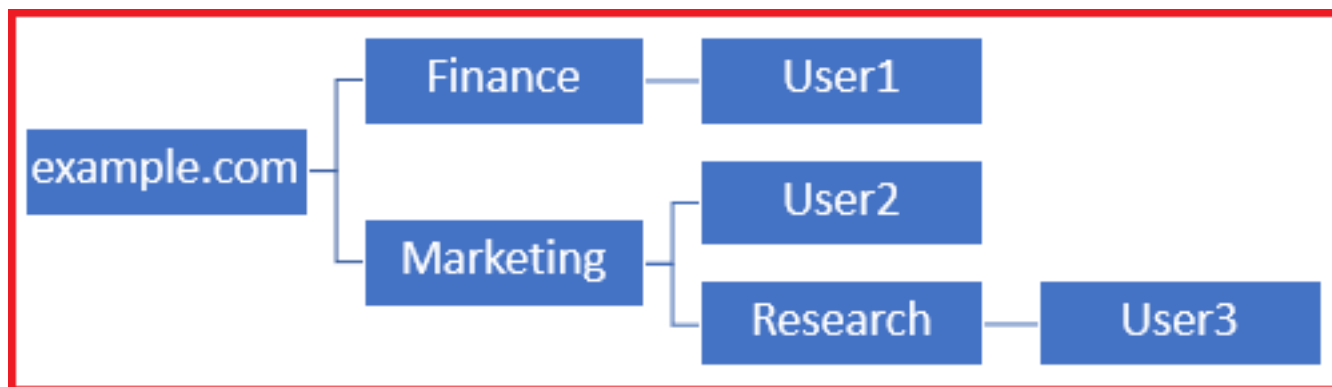 example.com
Finance
User1
Marketing
User2
Research
User3